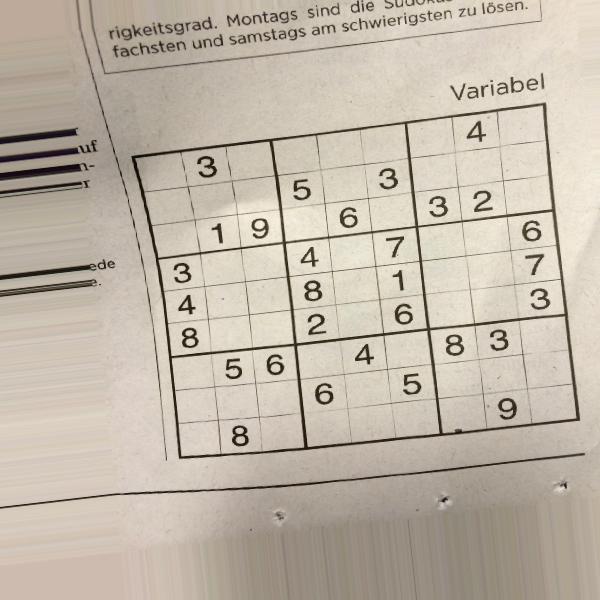 rigkeitsgrad. Montags sind die
fachsten und samstags am schwierigsten zu lösen.
Variabel
uf
n-
r
ede
e.
3 4
5 3
1 9 6 3 2
3 4 7 6
4 8 1 7
8 2 6 3
5 6 4 8 3
6 5
8 9